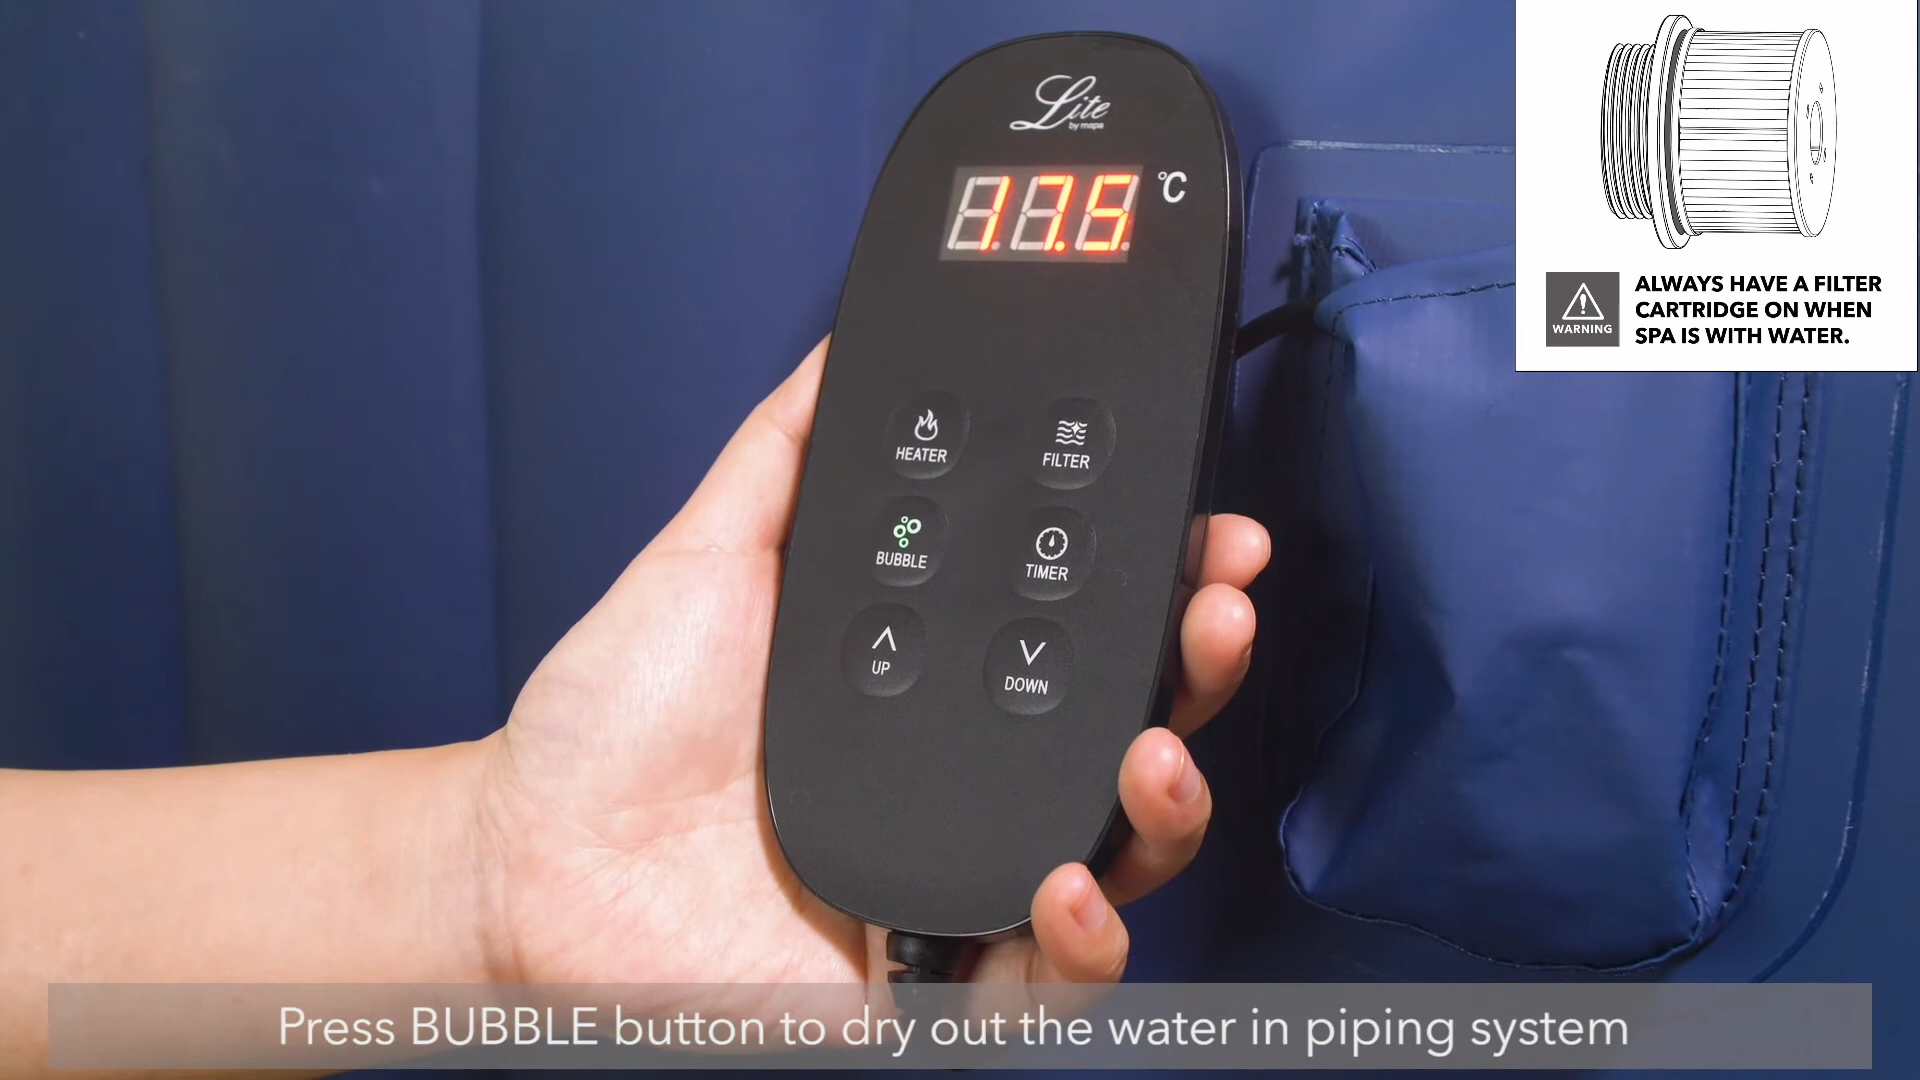 Lite
by mspa
17.5 °C
HEATER
FILTER
BUBBLE
TIMER
UP
DOWN
WARNING
ALWAYS HAVE A FILTER
CARTRIDGE ON WHEN
SPA IS WITH WATER.
Press BUBBLE button to dry out the water in piping system